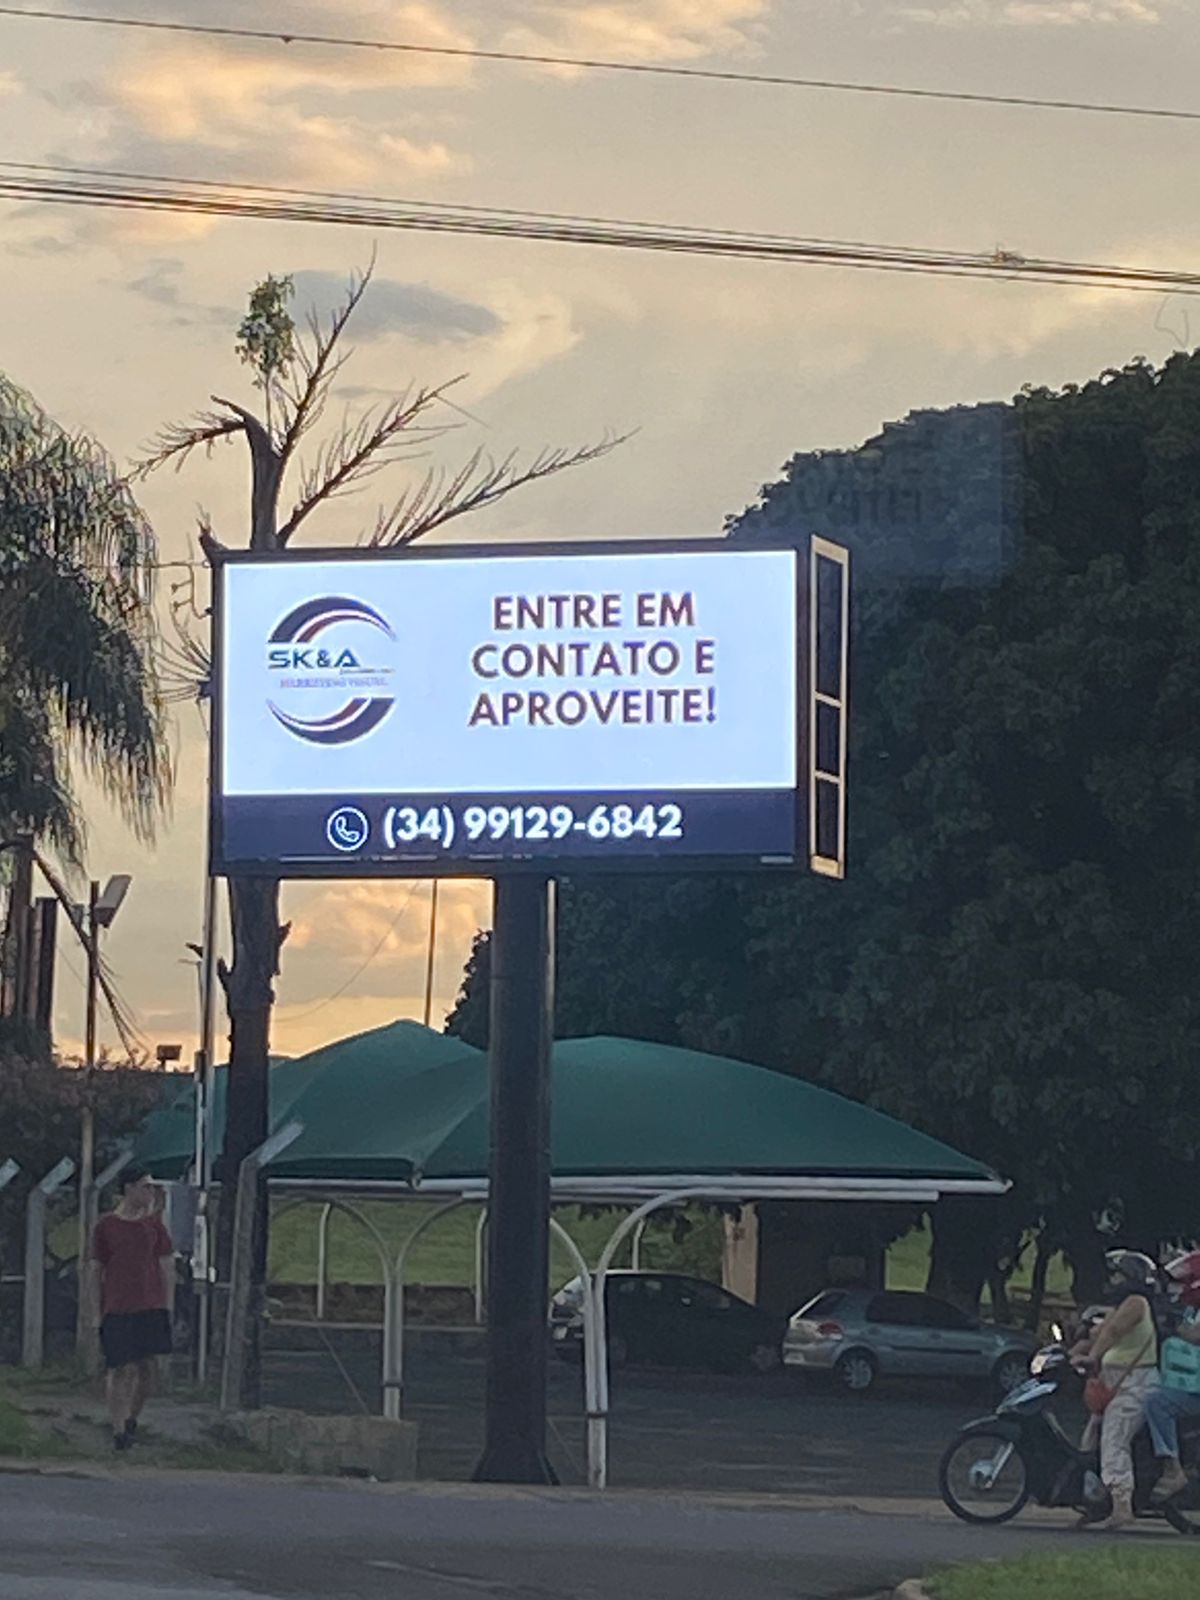 SK&A
ENTRE EM
CONTATO E
APROVEITE!
(34) 99129-6842